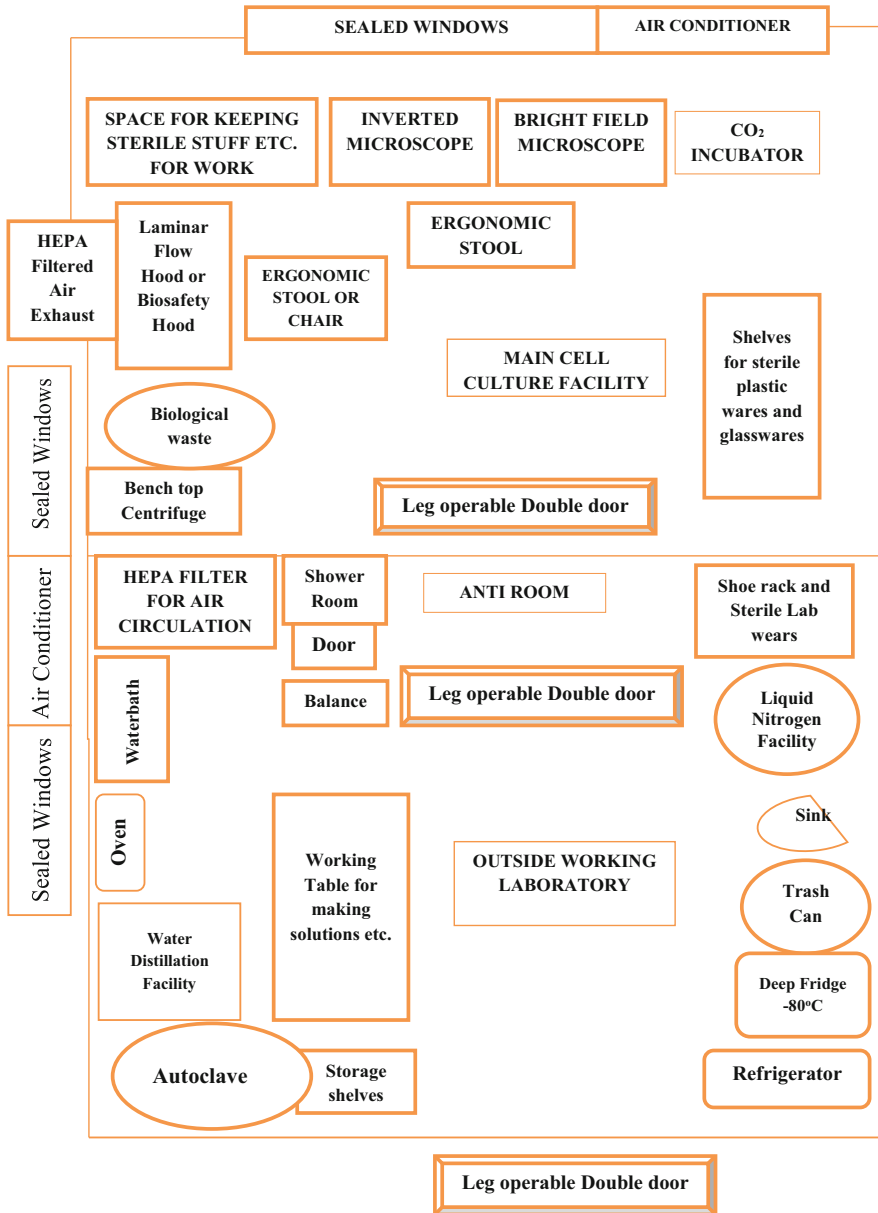 SEALED WINDOWS
AIR CONDITIONER
SPACE FOR KEEPING
STERILE STUFF ETC.
FOR WORK
INVERTED
MICROSCOPE
BRIGHT FIELD
MICROSCOPE
CO₂
INCUBATOR
HEPA
Filtered
Air
Exhaust
Laminar
Flow
Hood or
Biosafety
Hood
ERGONOMIC
STOOL OR
CHAIR
ERGONOMIC
STOOL
MAIN CELL
CULTURE FACILITY
Shelves
for sterile
plastic
wares and
glasswares
Sealed Windows
Biological
waste
Bench top
Centrifuge
Leg operable Double door
Air Conditioner
HEPA FILTER
FOR AIR
CIRCULATION
Shower
Room
Door
ANTI ROOM
Shoe rack and
Sterile Lab
wears
Waterbath
Balance
Leg operable Double door
Liquid
Nitrogen
Facility
Sealed Windows
Oven
Working
Table for
making
solutions etc.
OUTSIDE WORKING
LABORATORY
Sink
Trash
Can
Water
Distillation
Facility
Deep Fridge
-80°C
Autoclave
Storage
shelves
Refrigerator
Leg operable Double door